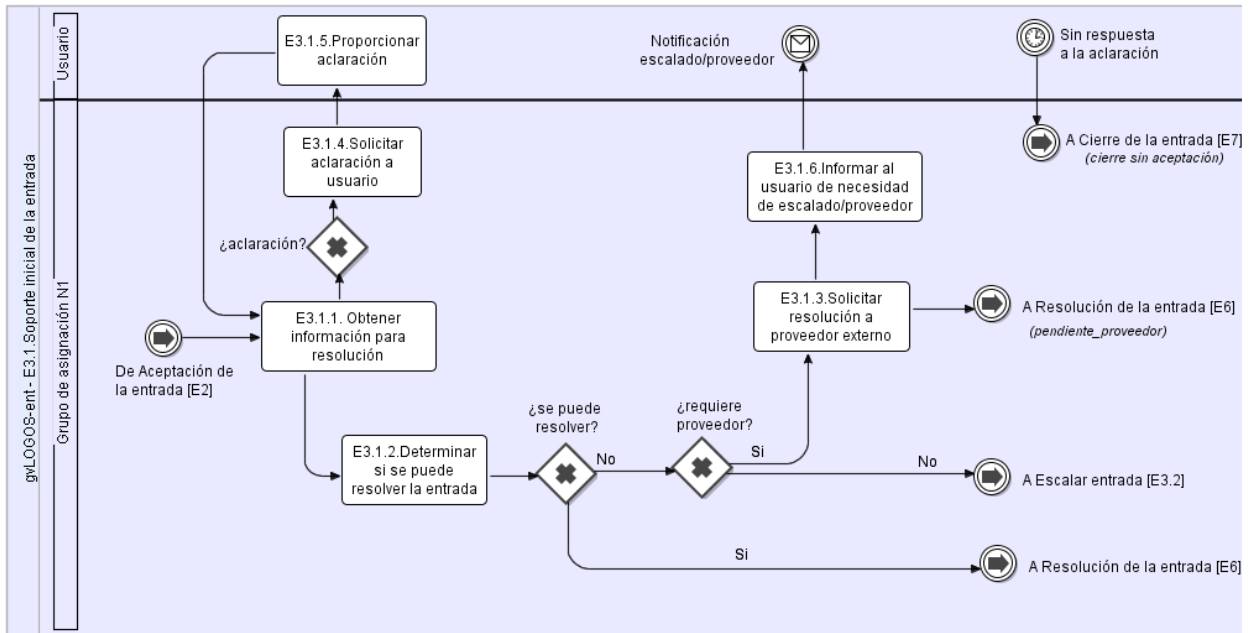 gvLOGOS-ent - E3.1.Soporte inicial de la entrada
Usuario
E3.1.5.Proporcionar
aclaración
Notificación
escalado/proveedor
Sin respuesta
a la aclaración
Grupo de asignación N1
E3.1.4.Solicitar
aclaración a
usuario
¿aclaración?
E3.1.6.Informar al
usuario de necesidad
de escalado/proveedor
A Cierre de la entrada [E7]
(cierre sin aceptación)
De Aceptación de
la entrada [E2]
E3.1.1. Obtener
información para
resolución
E3.1.3.Solicitar
resolución a
proveedor externo
A Resolución de la entrada [E6]
(pendiente_proveedor)
E3.1.2.Determinar
si se puede
resolver la entrada
¿se puede
resolver?
No
¿requiere
proveedor?
Si
No
A Escalar entrada [E3.2]
Si
A Resolución de la entrada [E6]